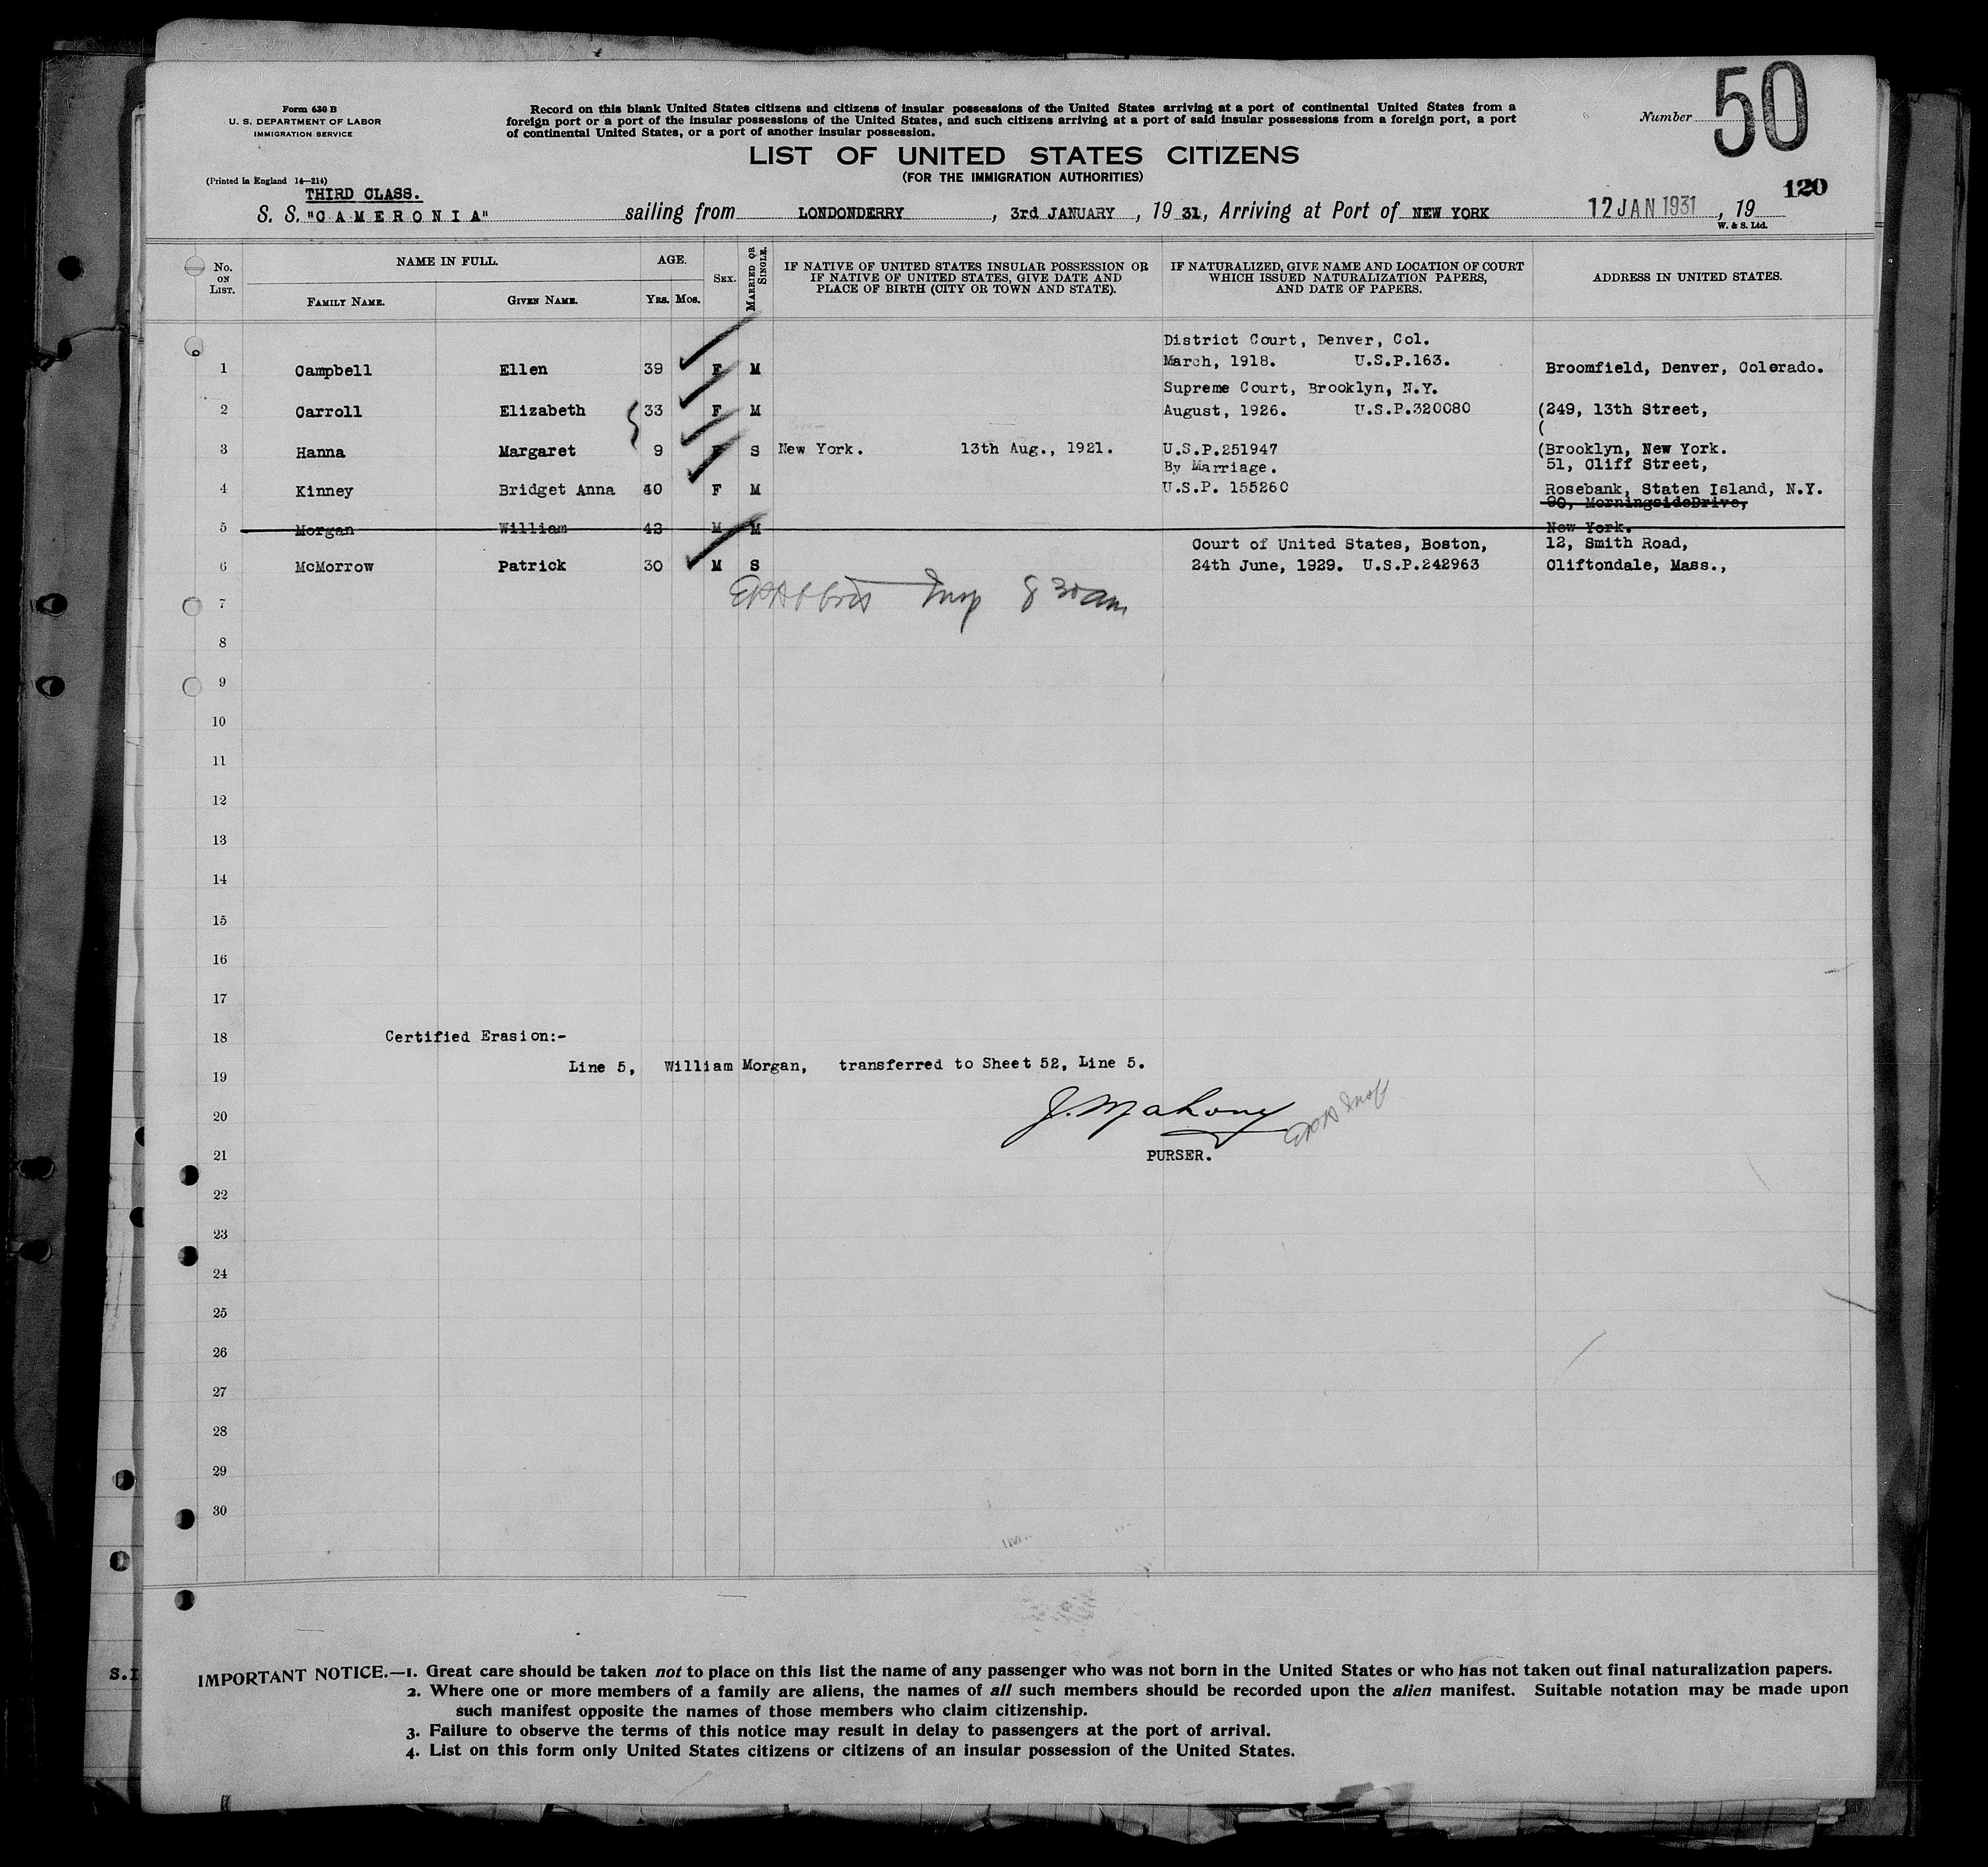 Form 630 B
U. S. DEPARTMENT OF LABOR
IMMIGRATION SERVICE
(Printed in England 14—214)
Record on this blank United States citizens and citizens of insular possessions of the United States arriving at a port of continental United States from a
foreign port or a port of the insular possessions of the United States, and such citizens arriving at a port of said insular possessions from a foreign port, a port
of continental United States, or a port of another insular possession.
Number 50
LIST OF UNITED STATES CITIZENS
(FOR THE IMMIGRATION AUTHORITIES)
120
THIRD CLASS.
S. S. "CAMERONIA" sailing from LONDONDERRY, 3rd JANUARY, 19 31, Arriving at Port of NEW YORK 12 JAN 1931, 19
W. & S. Ltd.
No. ON LIST.
NAME IN FULL.
FAMILY NAME.
GIVEN NAME.
AGE.
YRS. MOS.
SEX.
MARRIED OR SINGLE.
IF NATIVE OF UNITED STATES INSULAR POSSESSION OR
IF NATIVE OF UNITED STATES, GIVE DATE AND
PLACE OF BIRTH (CITY OR TOWN AND STATE).
IF NATURALIZED, GIVE NAME AND LOCATION OF COURT
WHICH ISSUED NATURALIZATION PAPERS,
AND DATE OF PAPERS.
ADDRESS IN UNITED STATES.
District Court, Denver, Col.
1 Campbell Ellen 39 F M March, 1918. U.S.P.163. Broomfield, Denver, Colorado.
Supreme Court, Brooklyn, N.Y.
2 Carroll Elizabeth 33 F M August, 1926. U.S.P.320080 (249, 13th Street,
(
3 Hanna Margaret 9 F S New York. 13th Aug., 1921. U.S.P.251947 (Brooklyn, New York.
By Marriage. 51, Cliff Street,
4 Kinney Bridget Anna 40 F M U.S.P. 155260 Rosebank, Staten Island, N.Y.
90, MorningsideDrive,
5 Morgan William 43 M M New York.
Court of United States, Boston, 12, Smith Road,
6 McMorrow Patrick 30 M S 24th June, 1929. U.S.P.242963 Cliftondale, Mass.,
7 Insp 8 30 am
8
9
10
11
12
13
14
15
16
17
18 Certified Erasion:-
19 Line 5, William Morgan, transferred to Sheet 52, Line 5.
20 J. Mahony
21 PURSER.
22
23
24
25
26
27
28
29
30
S.I
IMPORTANT NOTICE.—1. Great care should be taken not to place on this list the name of any passenger who was not born in the United States or who has not taken out final naturalization papers.
2. Where one or more members of a family are aliens, the names of all such members should be recorded upon the alien manifest. Suitable notation may be made upon
such manifest opposite the names of those members who claim citizenship.
3. Failure to observe the terms of this notice may result in delay to passengers at the port of arrival.
4. List on this form only United States citizens or citizens of an insular possession of the United States.